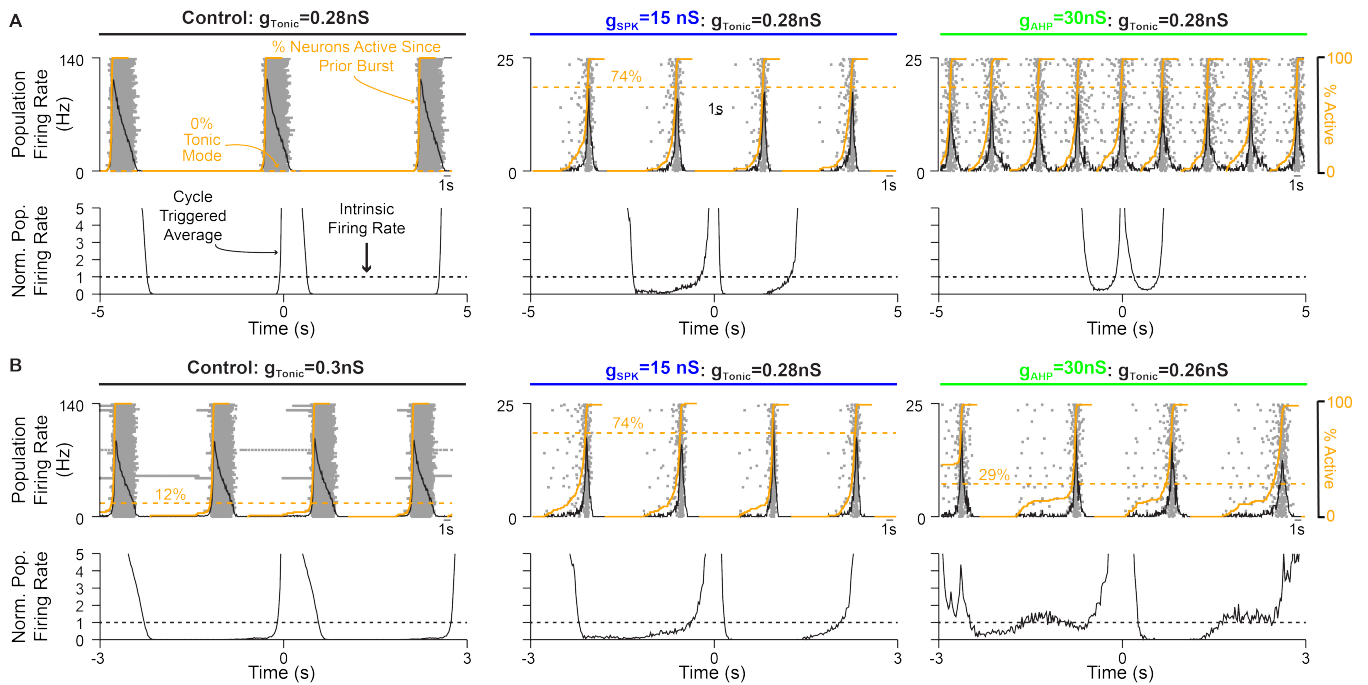 A
Control: gTonic=0.28nS
gSPK=15 nS: gTonic=0.28nS
gAHP=30nS: gTonic=0.28nS
Population
Firing Rate
(Hz)
140
0
% Neurons Active Since
Prior Burst
0%
Tonic
Mode
1s
25
0
74%
1s
1s
25
0
1s
100
0
% Active
Norm. Pop.
Firing Rate
5
4
3
2
1
0
Cycle
Triggered
Average
Intrinsic
Firing Rate
-5
0
5
Time (s)
-5
0
5
Time (s)
-5
0
5
Time (s)
B
Control: gTonic=0.3nS
gSPK=15 nS: gTonic=0.28nS
gAHP=30nS: gTonic=0.26nS
Population
Firing Rate
(Hz)
140
0
12%
1s
25
0
74%
1s
25
0
29%
1s
100
0
% Active
Norm. Pop.
Firing Rate
5
4
3
2
1
0
-3
0
3
Time (s)
-3
0
3
Time (s)
-3
0
3
Time (s)